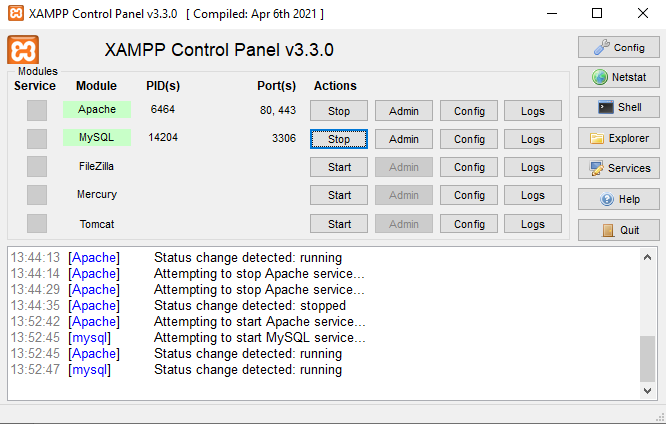 XAMPP Control Panel v3.3.0 [ Compiled: Apr 6th 2021 ]
XAMPP Control Panel v3.3.0
Config
Modules
Service Module PID(s) Port(s) Actions
Netstat
Apache 6464 80, 443 Stop Admin Config Logs
Shell
MySQL 14204 3306 Stop Admin Config Logs
Explorer
FileZilla Start Admin Config Logs
Services
Mercury Start Admin Config Logs
Help
Tomcat Start Admin Config Logs
Quit
13:44:13 [Apache] Status change detected: running
13:44:14 [Apache] Attempting to stop Apache service...
13:44:29 [Apache] Attempting to stop Apache service...
13:44:35 [Apache] Status change detected: stopped
13:52:42 [Apache] Attempting to start Apache service...
13:52:45 [mysql] Attempting to start MySQL service...
13:52:45 [Apache] Status change detected: running
13:52:47 [mysql] Status change detected: running